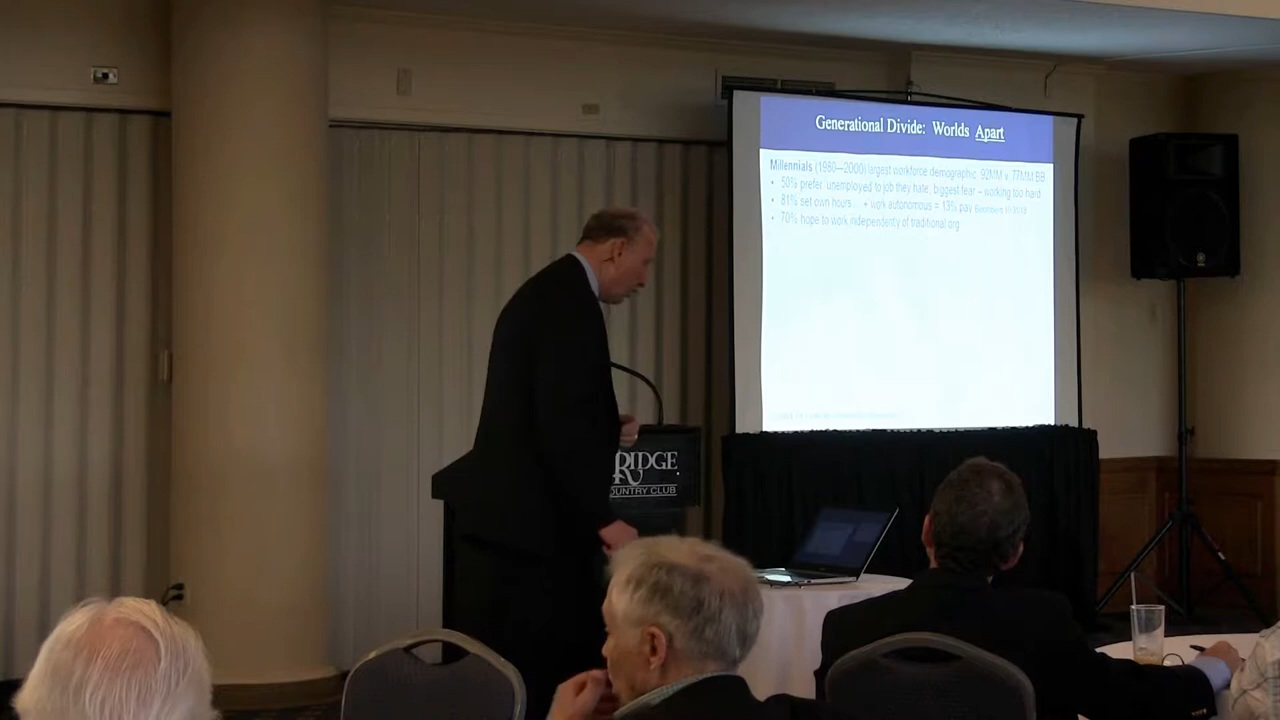 Generational Divide: Worlds Apart
Millennials (1980—2000) largest workforce demographic 92MM v. 77MM BB
• 50% prefer unemployed to job they hate, biggest fear – working too hard
• 81% set own hours… + work autonomous = 13% pay
• 70% hope to work independently of traditional org
RIDGE
OUNTRY CLUB